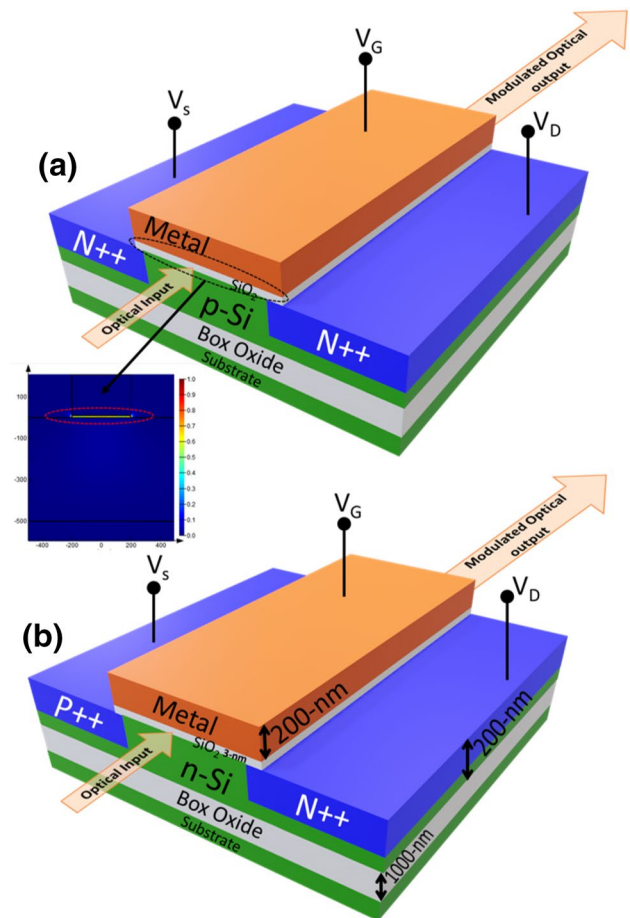 (a)
V_S
V_G
V_D
Modulated Optical
output
Metal
N++
SiO₂
Optical Input
p-Si
N++
Box Oxide
Substrate
100
-100
-300
-500
-400 -200 0 200 400
1.0
0.9
0.8
0.7
0.6
0.5
0.4
0.3
0.2
0.1
0.0
(b)
V_S
V_G
V_D
Modulated Optical
output
Metal
200-nm
P++
SiO₂ 3-nm
Optical Input
n-Si
N++
200-nm
Box Oxide
Substrate
1000-nm